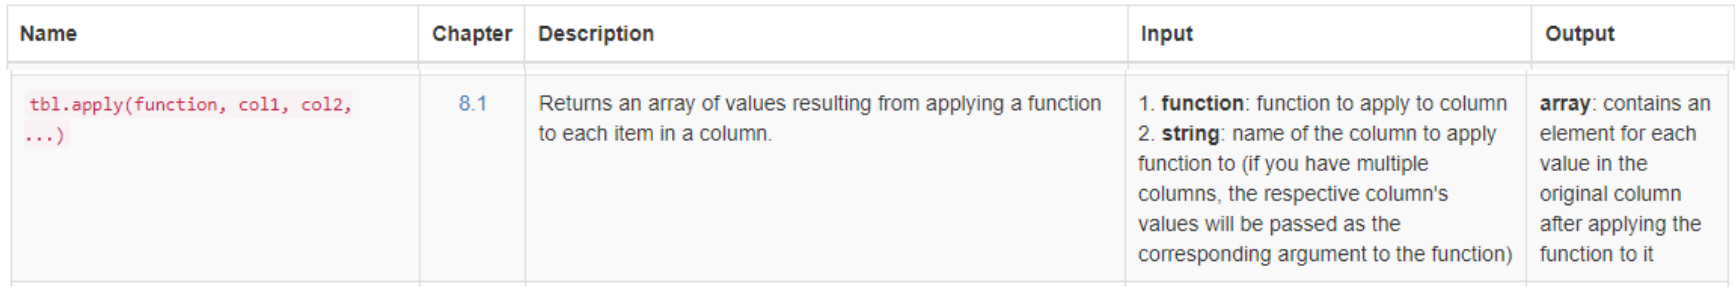 Name Chapter Description Input Output
tbl.apply(function, col1, col2,
...)
8.1
Returns an array of values resulting from applying a function
to each item in a column.
1. function: function to apply to column
2. string: name of the column to apply
function to (if you have multiple
columns, the respective column's
values will be passed as the
corresponding argument to the function)
array: contains an
element for each
value in the
original column
after applying the
function to it